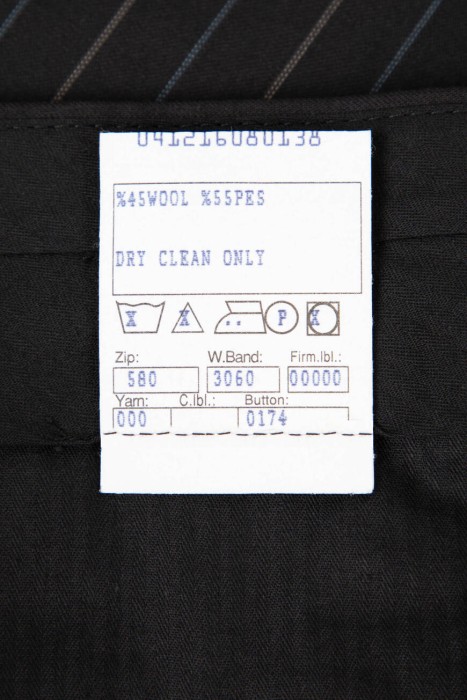 041216080138
%45WOOL %55PES
DRY CLEAN ONLY
X X P X
Zip: W.Band: Firm.lbl.:
580 3060 00000
Yarn: C.lbl.: Button:
000 0174